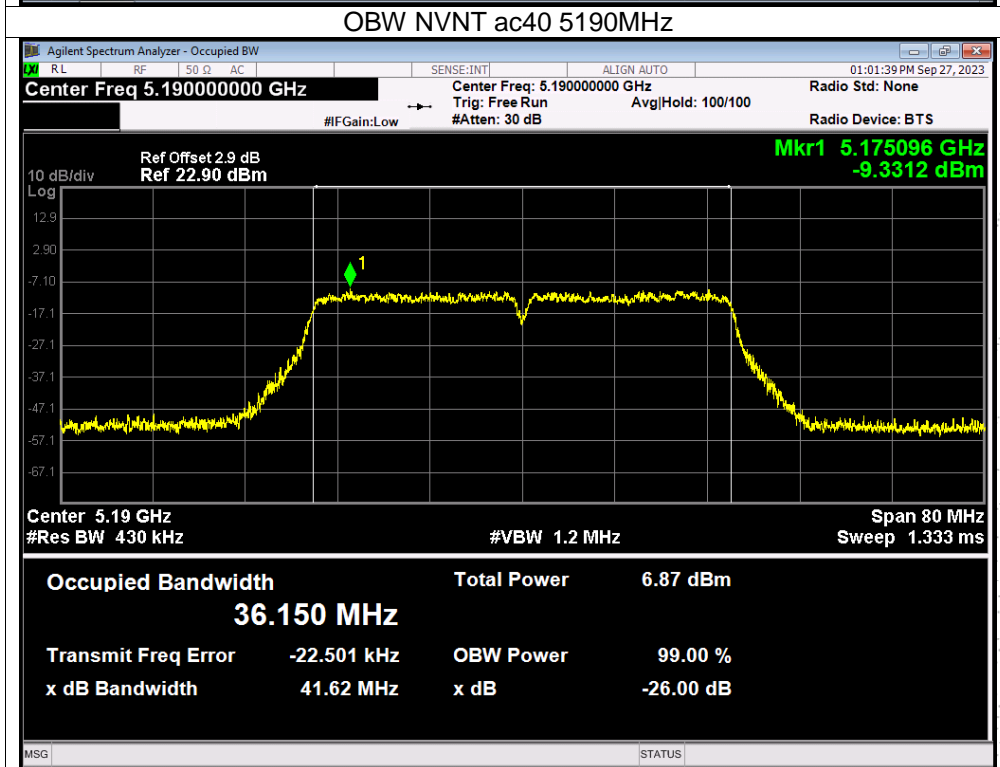 OBW NVNT ac40 5190MHz
Agilent Spectrum Analyzer - Occupied BW
LXI RL RF 50 Ω AC SENSE:INT ALIGN AUTO 01:01:39 PM Sep 27, 2023
Center Freq 5.190000000 GHz Center Freq: 5.190000000 GHz Radio Std: None
Trig: Free Run Avg|Hold: 100/100
#IFGain:Low #Atten: 30 dB Radio Device: BTS
Mkr1 5.175096 GHz
-9.3312 dBm
Ref Offset 2.9 dB
10 dB/div Ref 22.90 dBm
Log
12.9
2.90
1
-7.10
-17.1
-27.1
-37.1
-47.1
-57.1
-67.1
Center 5.19 GHz Span 80 MHz
#Res BW 430 kHz #VBW 1.2 MHz Sweep 1.333 ms
Occupied Bandwidth Total Power 6.87 dBm
36.150 MHz
Transmit Freq Error -22.501 kHz OBW Power 99.00 %
x dB Bandwidth 41.62 MHz x dB -26.00 dB
MSG STATUS